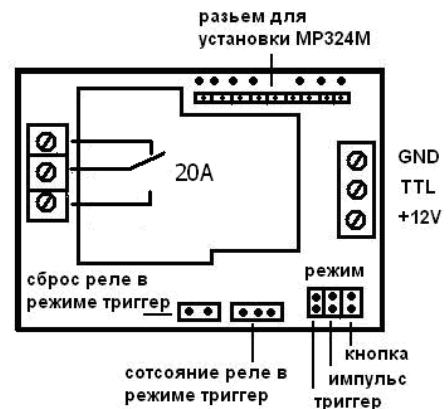 разьем для
установки MP324M
20A
GND
TTL
+12V
сброс реле в
режиме триггер
режим
кнопка
импульс
триггер
сотсояние реле в
режиме триггер